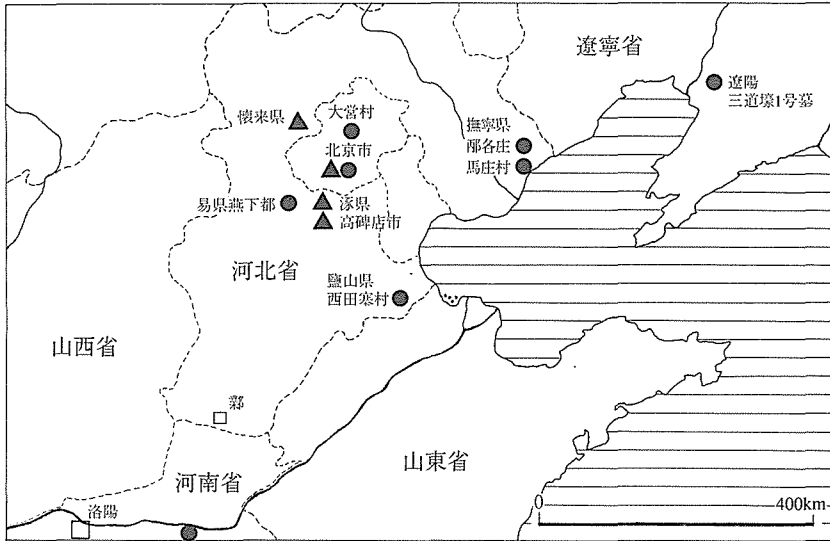 遼寧省
遼陽
三道壕1号墓
懐来県
大営村
撫寧県
邴各庄
馬庄村
北京市
易県燕下都
涿県
高碑店市
河北省
鹽山県
西田寨村
山西省
鄴
山東省
河南省
洛陽
0
400km